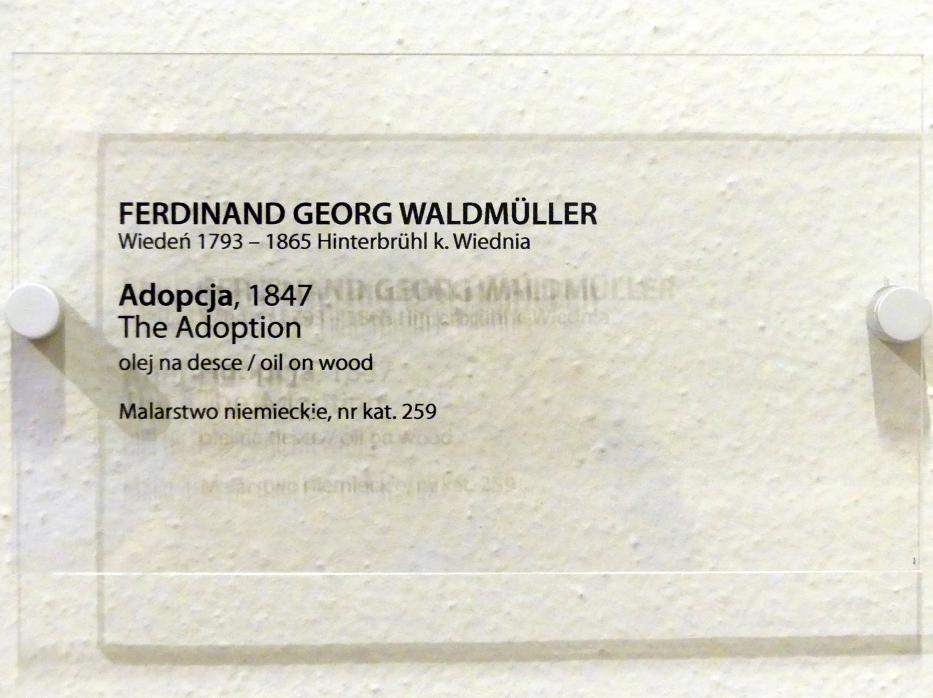 FERDINAND GEORG WALDMÜLLER
Wiedeń 1793 – 1865 Hinterbrühl k. Wiednia
Adopcja, 1847
The Adoption
olej na desce / oil on wood
Malarstwo niemieckie, nr kat. 259